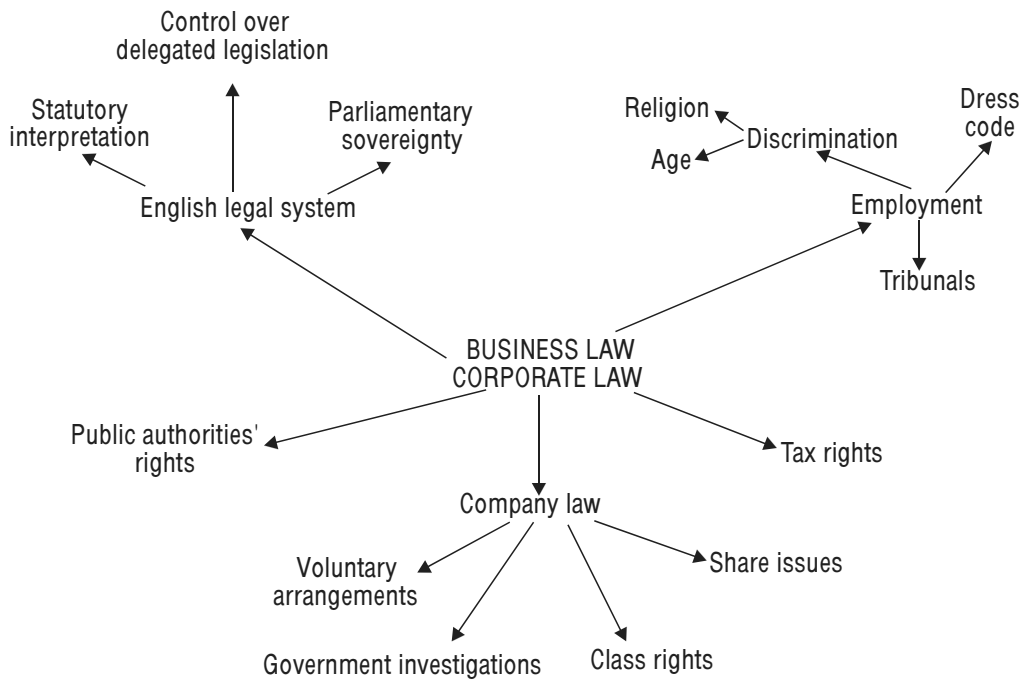 Control over
delegated legislation
Statutory
interpretation
Parliamentary
sovereignty
English legal system
Religion
Age
Discrimination
Dress
code
Employment
Tribunals
BUSINESS LAW
CORPORATE LAW
Public authorities'
rights
Tax rights
Company law
Voluntary
arrangements
Share issues
Government investigations
Class rights